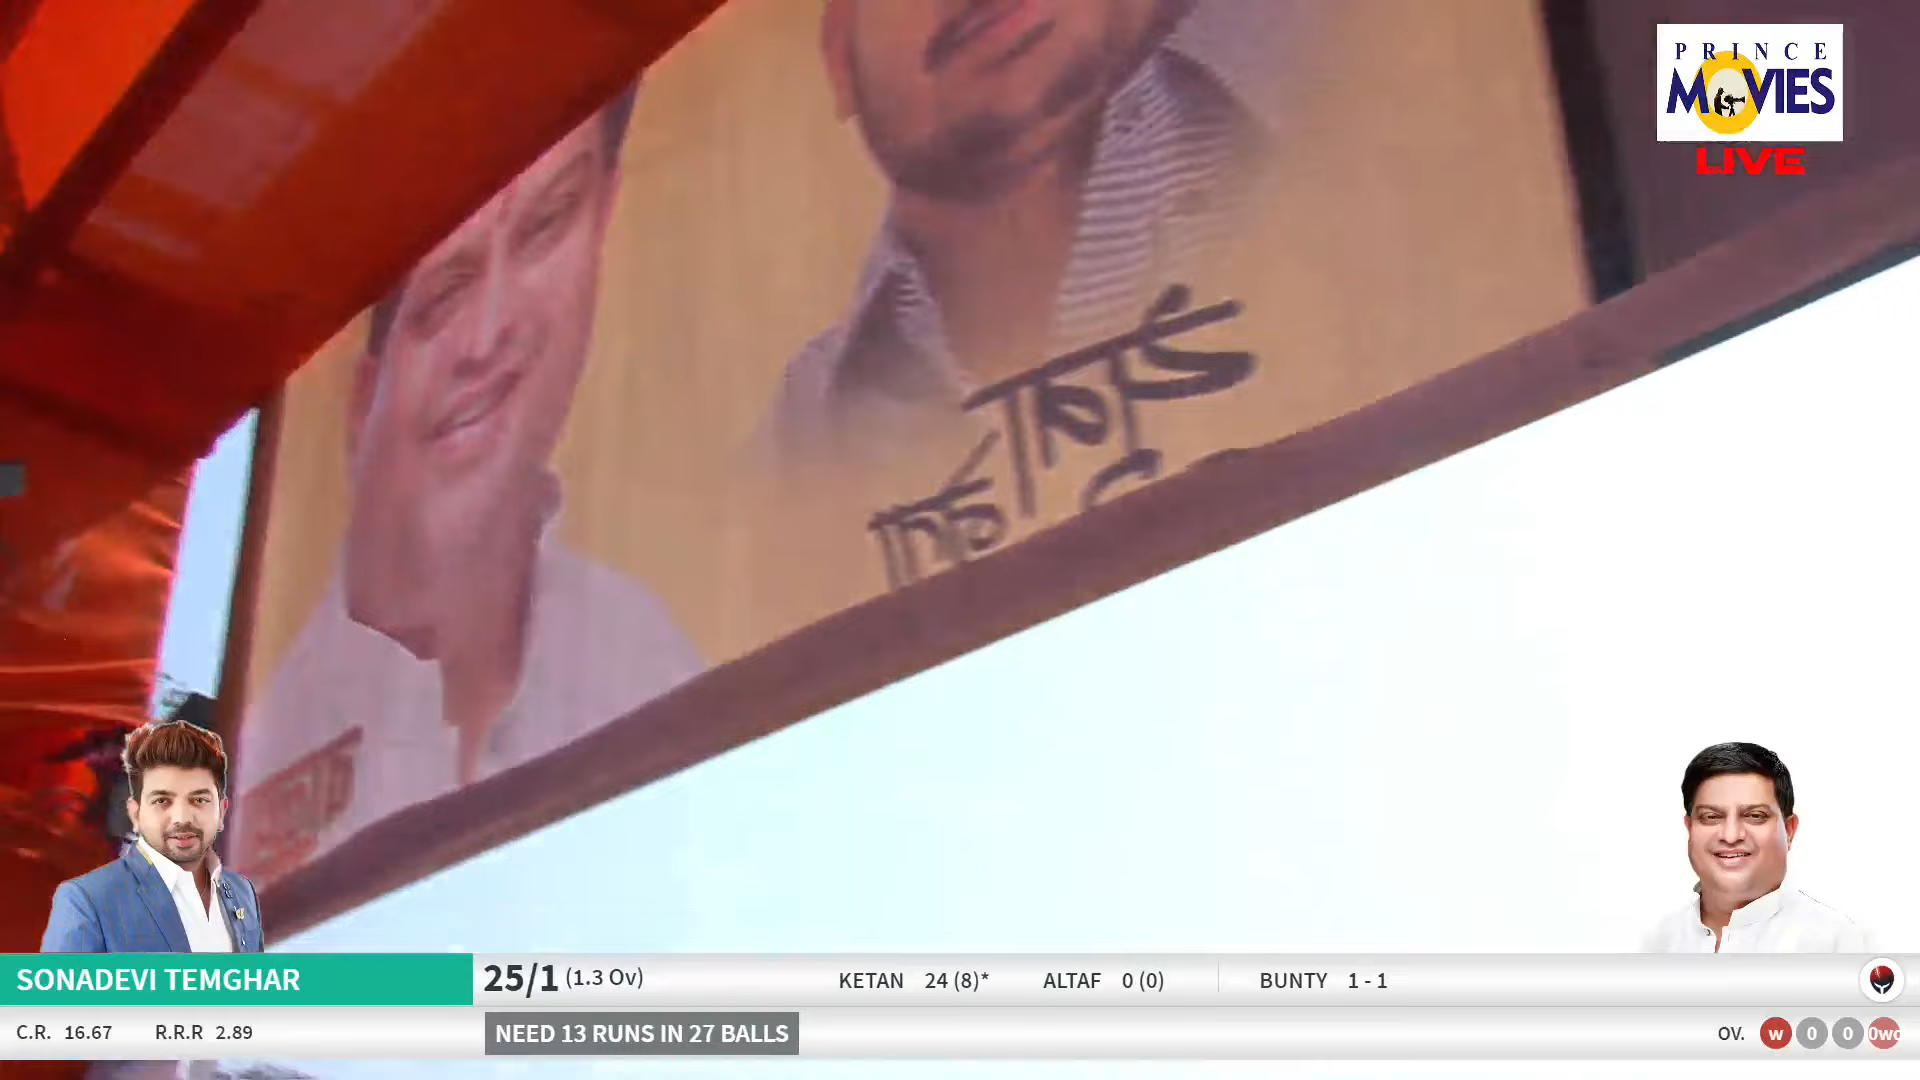 PRINCE
MOVIES
LIVE
SONADEVI TEMGHAR
25/1 (1.3 Ov)
KETAN 24 (8)*
ALTAF 0 (0)
BUNTY 1 - 1
C.R. 16.67
R.R.R 2.89
NEED 13 RUNS IN 27 BALLS
OV. W 0 0 0wd